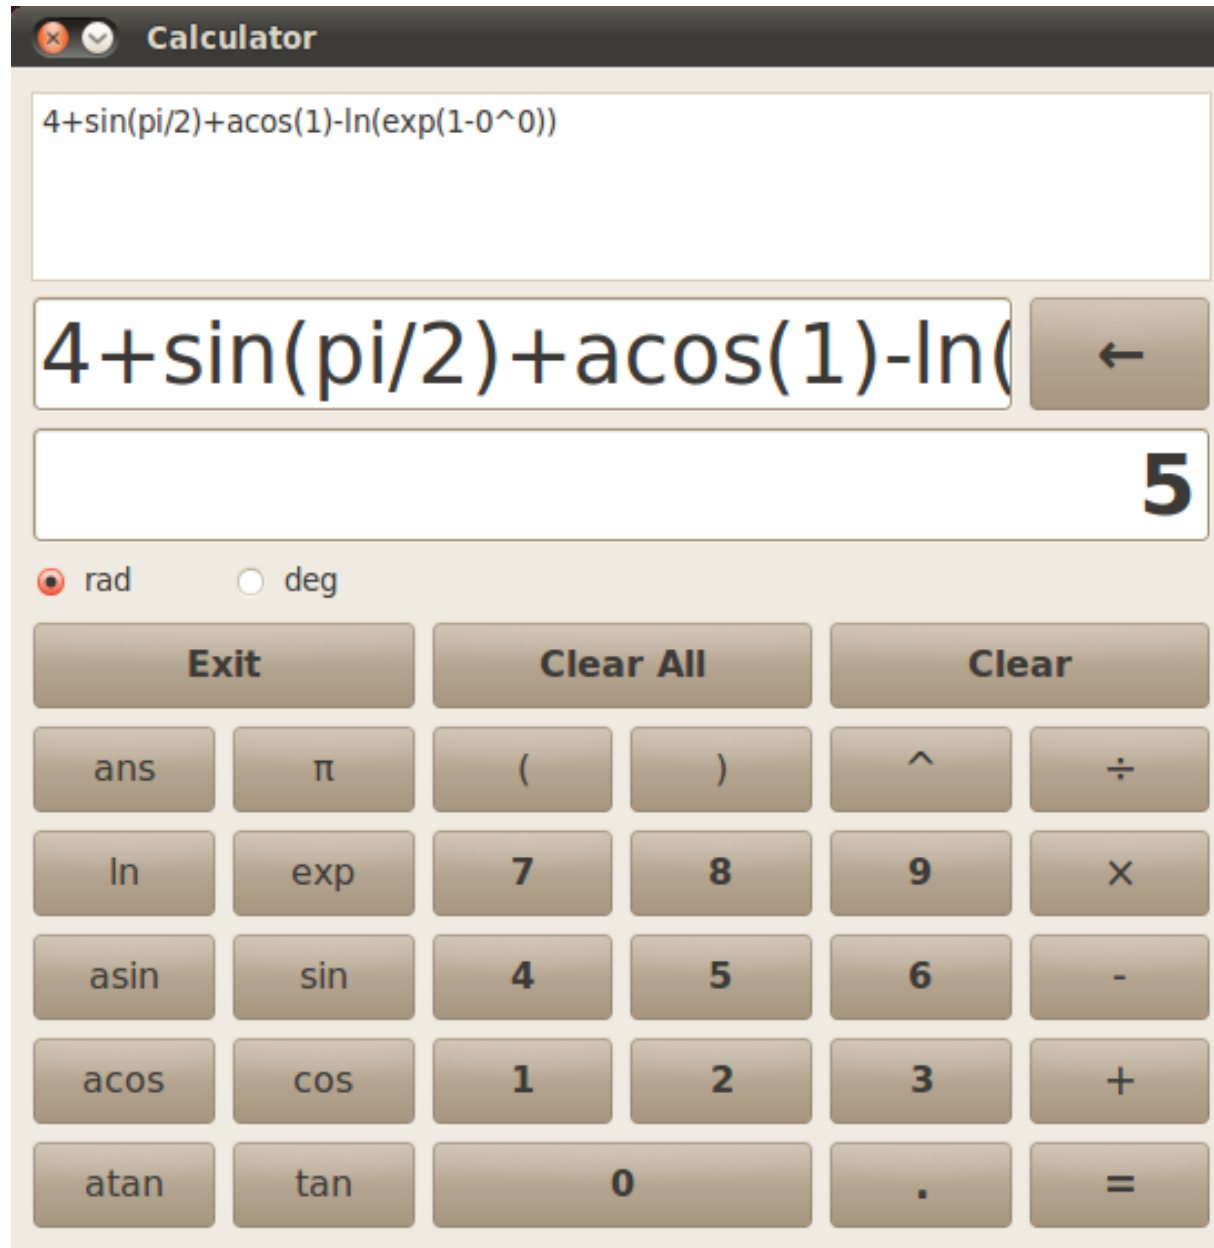 Calculator
4+sin(pi/2)+acos(1)-ln(exp(1-0^0))
4+sin(pi/2)+acos(1)-ln( ←
5
rad deg
Exit Clear All Clear
ans π ( ) ^ ÷
ln exp 7 8 9 ×
asin sin 4 5 6 -
acos cos 1 2 3 +
atan tan 0 . =